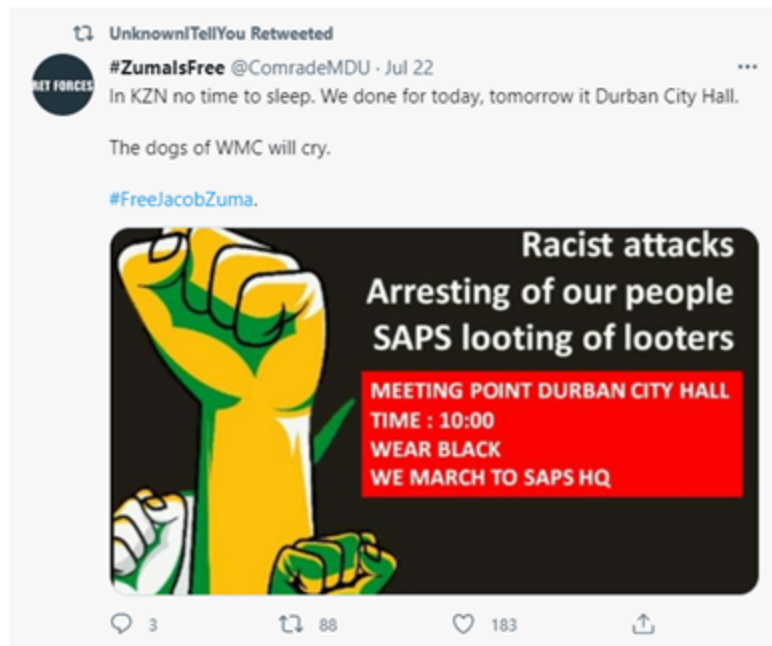 UnknownITellYou Retweeted
RET FORCES
#ZumaIsFree @ComradeMDU · Jul 22
In KZN no time to sleep. We done for today, tomorrow it Durban City Hall.
The dogs of WMC will cry.
#FreeJacobZuma.
Racist attacks
Arresting of our people
SAPS looting of looters
MEETING POINT DURBAN CITY HALL
TIME : 10:00
WEAR BLACK
WE MARCH TO SAPS HQ
3 88 183